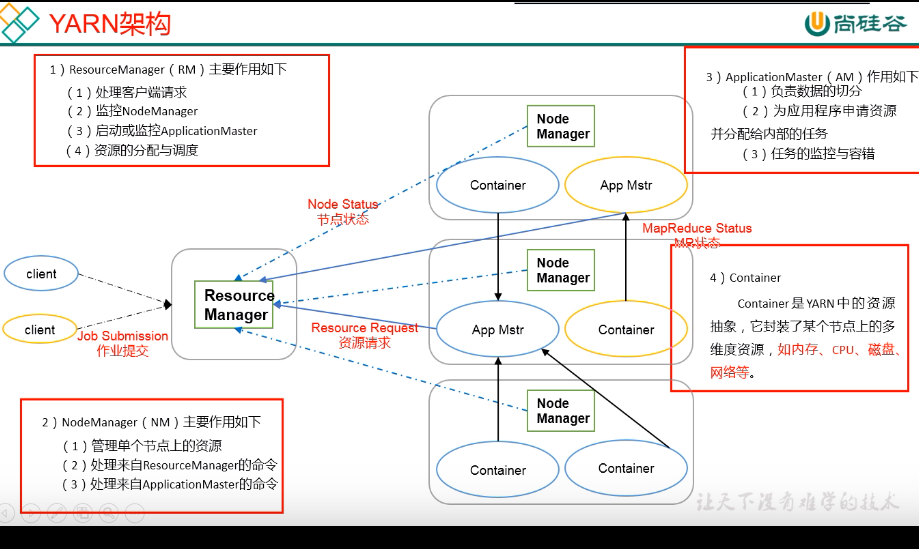 YARN架构
尚硅谷
1）ResourceManager（RM）主要作用如下
（1）处理客户端请求
（2）监控NodeManager
（3）启动或监控ApplicationMaster
（4）资源的分配与调度
3）ApplicationMaster（AM）作用如下
（1）负责数据的切分
（2）为应用程序申请资源
并分配给内部的任务
（3）任务的监控与容错
Node
Manager
Container
App Mstr
Node Status
节点状态
MapReduce Status
MR状态
client
client
Resource
Manager
Job Submission
作业提交
Resource Request
资源请求
Node
Manager
App Mstr
Container
4）Container
Container是YARN中的资源
抽象，它封装了某个节点上的多
维度资源，如内存、CPU、磁盘、
网络等。
2）NodeManager（NM）主要作用如下
（1）管理单个节点上的资源
（2）处理来自ResourceManager的命令
（3）处理来自ApplicationMaster的命令
Node
Manager
Container
Container
让天下没有难学的技术